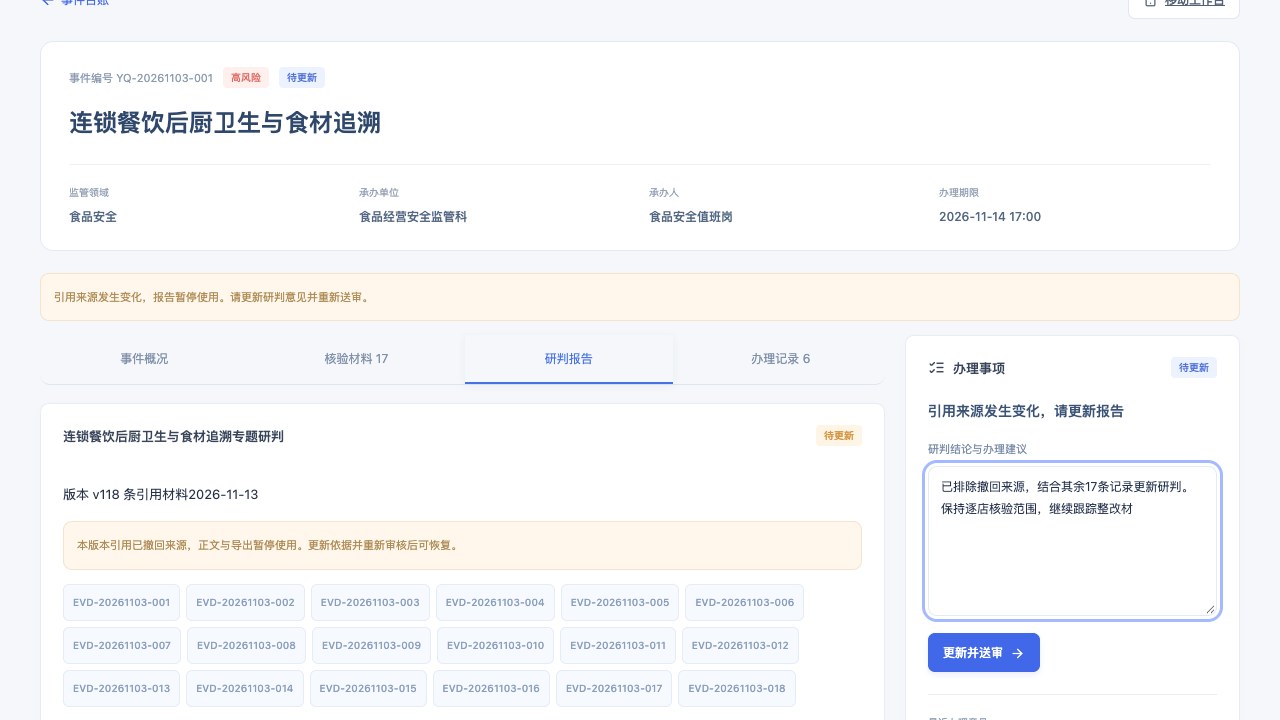 事件台账
移动工作台
事件编号 YQ-20261103-001 高风险 待更新
连锁餐饮后厨卫生与食材追溯
监管领域 承办单位 承办人 办理期限
食品安全 食品经营安全监管科 食品安全值班岗 2026-11-14 17:00
引用来源发生变化，报告暂停使用。请更新研判意见并重新送审。
事件概况 核验材料 17 研判报告 办理记录 6
连锁餐饮后厨卫生与食材追溯专题研判 待更新
版本 v118 条引用材料2026-11-13
本版本引用已撤回来源，正文与导出暂停使用。更新依据并重新审核后可恢复。
EVD-20261103-001 EVD-20261103-002 EVD-20261103-003 EVD-20261103-004 EVD-20261103-005 EVD-20261103-006
EVD-20261103-007 EVD-20261103-008 EVD-20261103-009 EVD-20261103-010 EVD-20261103-011 EVD-20261103-012
EVD-20261103-013 EVD-20261103-014 EVD-20261103-015 EVD-20261103-016 EVD-20261103-017 EVD-20261103-018
办理事项 待更新
引用来源发生变化，请更新报告
研判结论与办理建议
已排除撤回来源，结合其余17条记录更新研判。
保持逐店核验范围，继续跟踪整改材
更新并送审